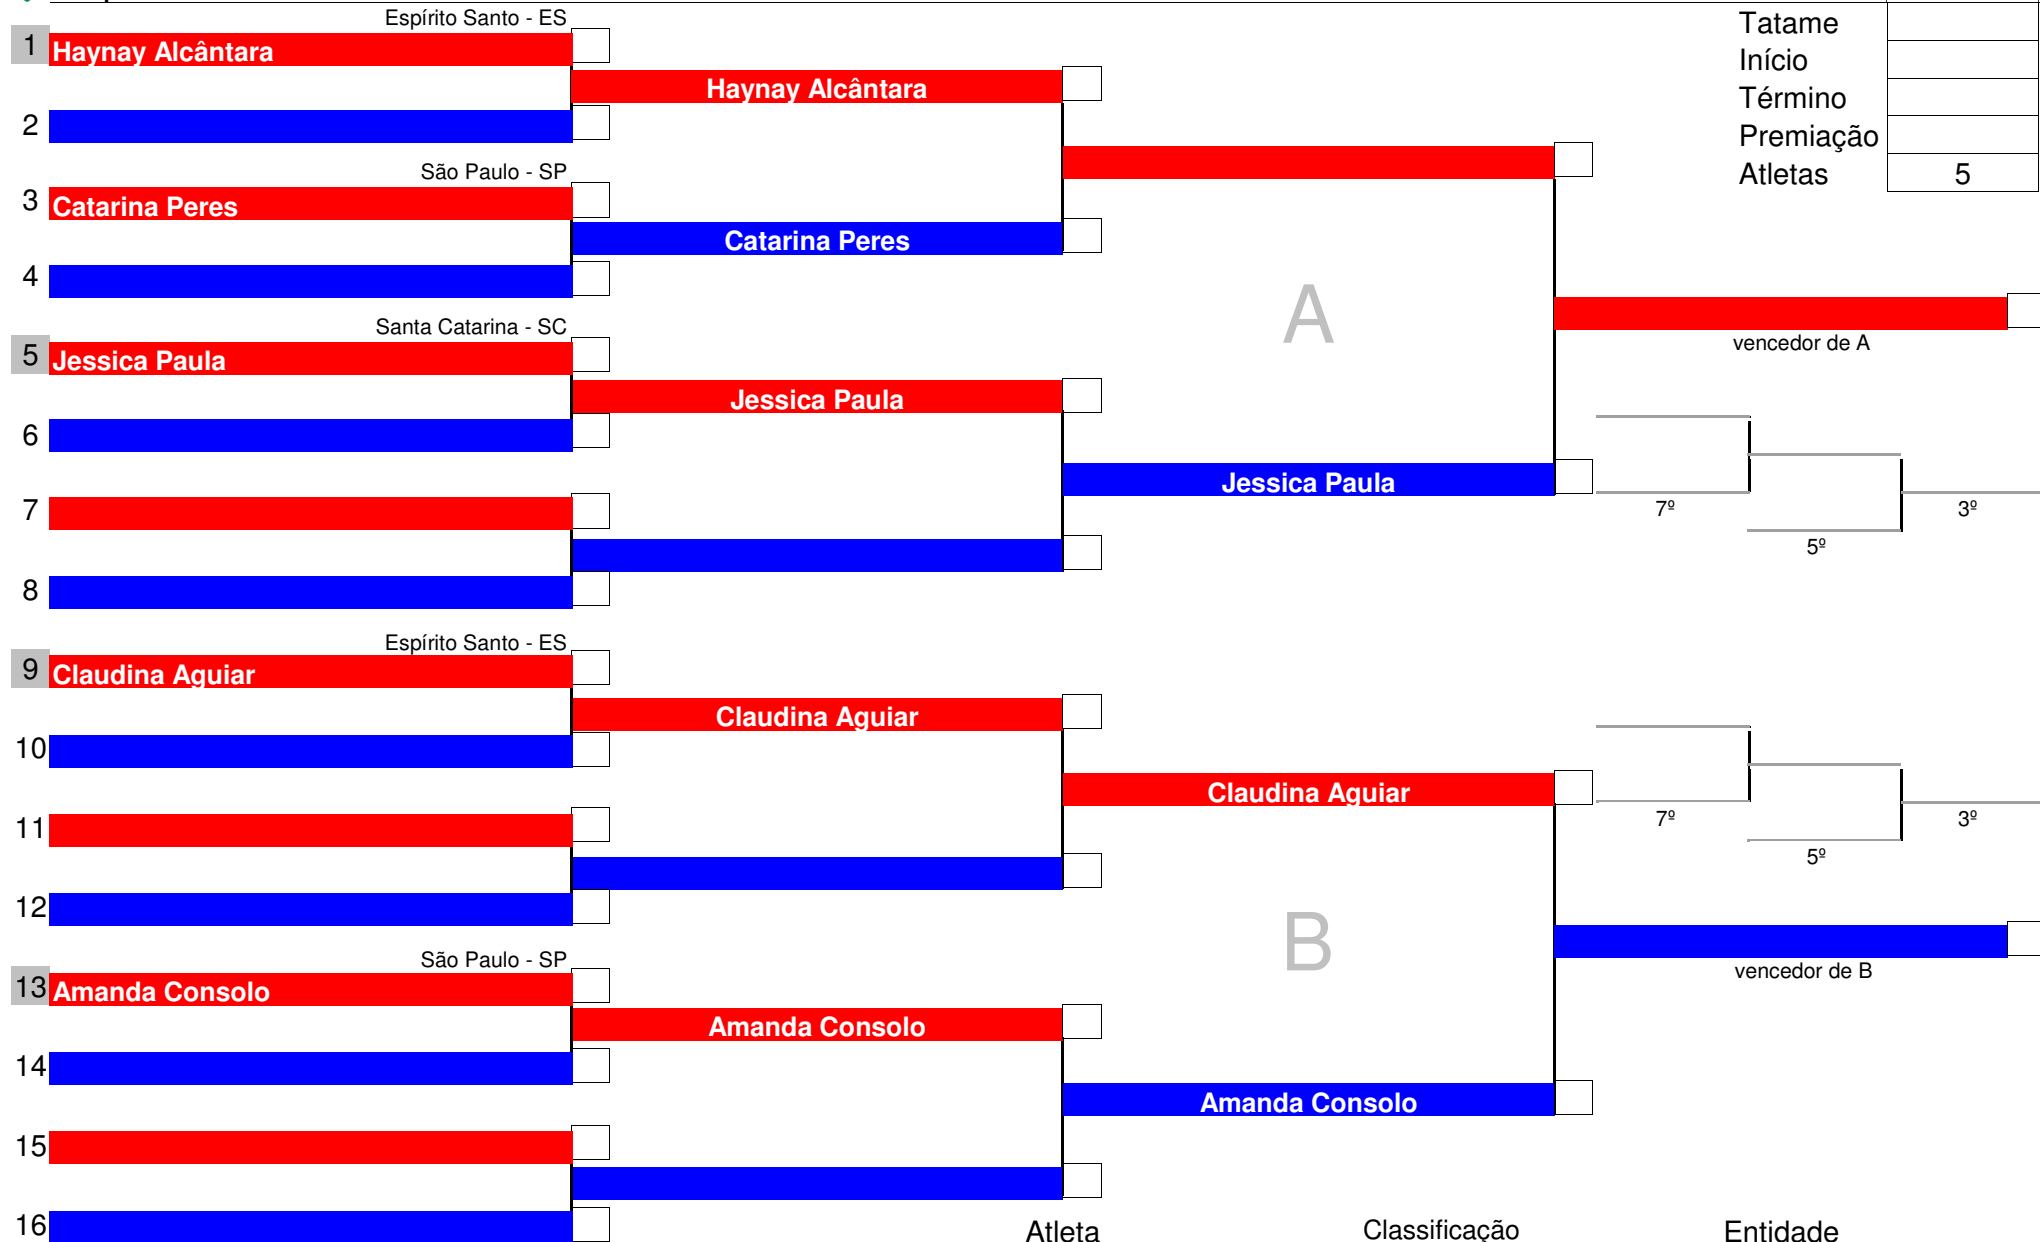 Espírito Santo - ES
1 Haynay Alcântara
Haynay Alcântara
2
São Paulo - SP
3 Catarina Peres
Catarina Peres
4
Santa Catarina - SC
5 Jessica Paula
Jessica Paula
6
Jessica Paula
7
8
A
Tatame
Início
Término
Premiação
Atletas 5
vencedor de A
7º
5º
3º
Espírito Santo - ES
9 Claudina Aguiar
Claudina Aguiar
10
Claudina Aguiar
11
12
B
São Paulo - SP
13 Amanda Consolo
Amanda Consolo
14
Amanda Consolo
15
16
7º
5º
3º
vencedor de B
Atleta Classificação Entidade